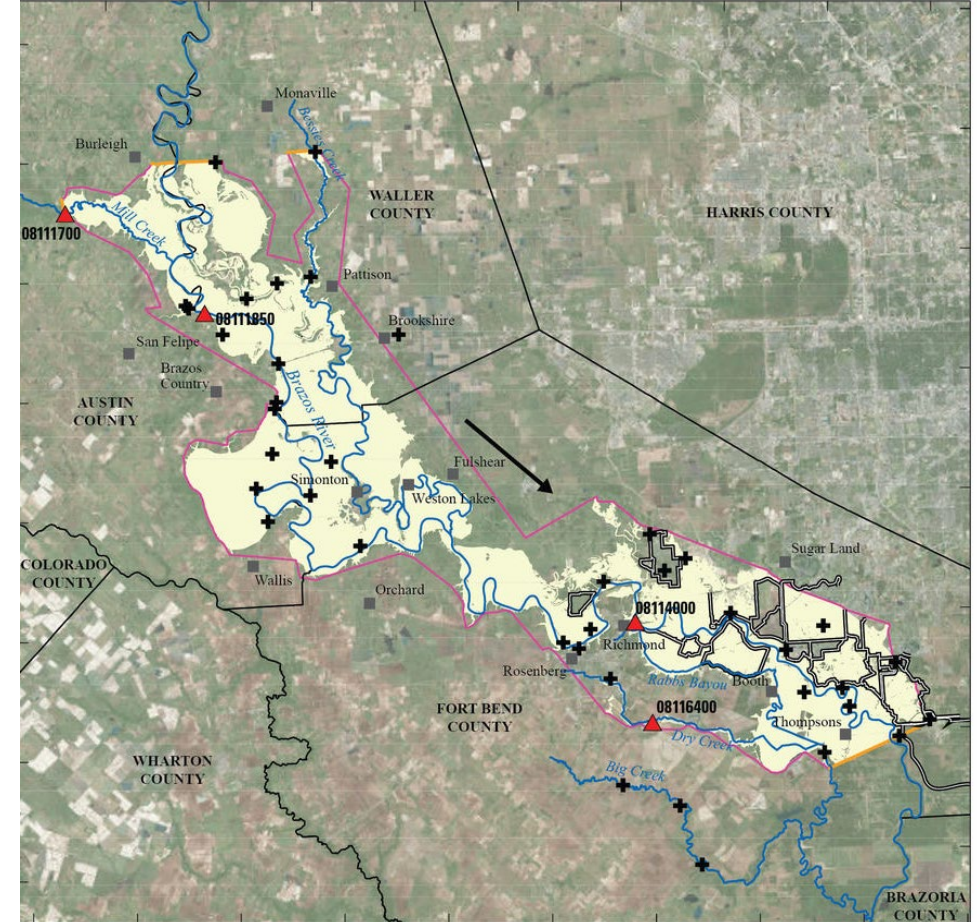 Monaville
Bessies Creek
Burleigh
WALLER
COUNTY
HARRIS COUNTY
Mill Creek
08111700
Pattison
08111850
Brookshire
San Felipe
Brazos
Country
Brazos River
AUSTIN
COUNTY
Fulshear
Simonton
Weston Lakes
Sugar Land
COLORADO
COUNTY
Wallis
Orchard
08114000
Richmond
Rosenberg
Rabbs Bayou
Booth
08116400
FORT BEND
COUNTY
Thompsons
Dry Creek
WHARTON
COUNTY
Big Creek
BRAZORIA
COUNTY